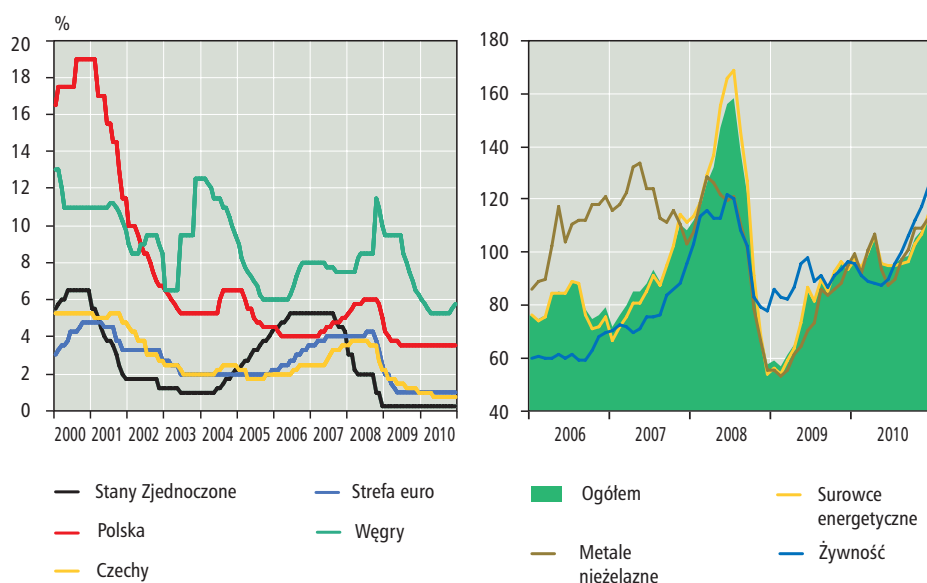 %
20
18
16
14
12
10
8
6
4
2
0
2000 2001 2002 2003 2004 2005 2006 2007 2008 2009 2010
Stany Zjednoczone
Strefa euro
Polska
Węgry
Czechy
180
160
140
120
100
80
60
40
2006 2007 2008 2009 2010
Ogółem
Surowce
energetyczne
Metale
nieżelazne
Żywność